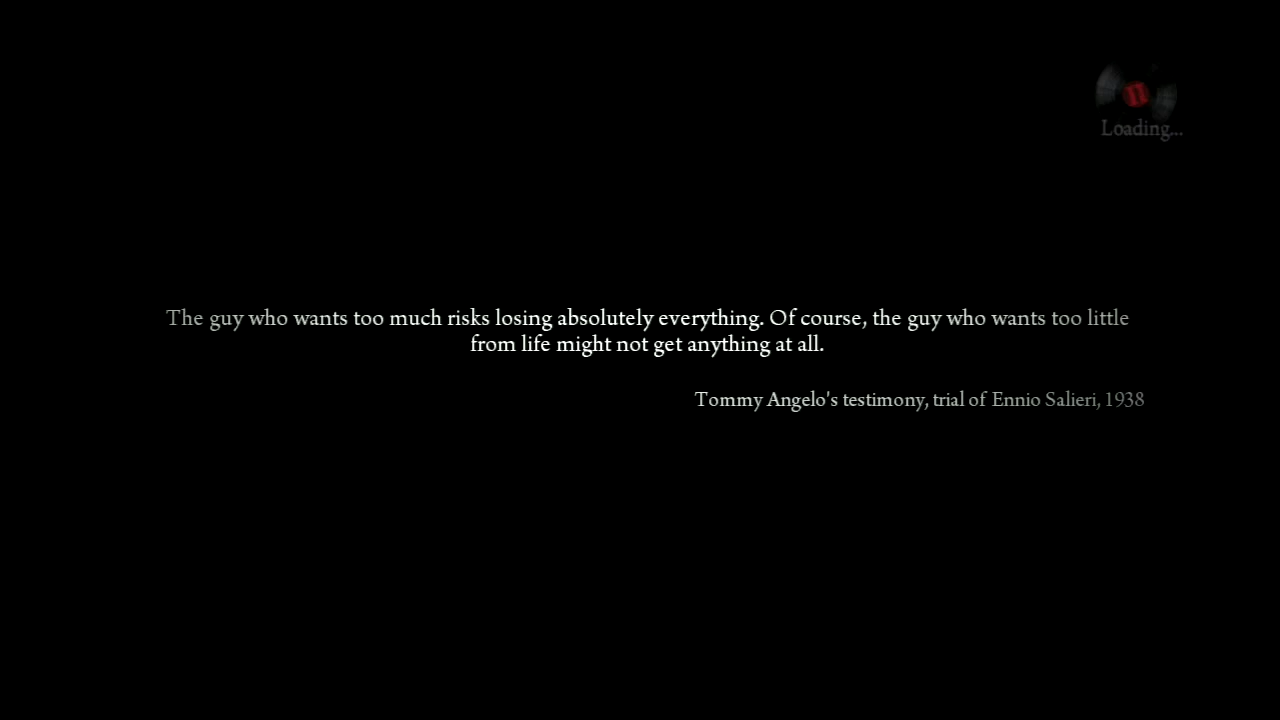 Loading...
The guy who wants too much risks losing absolutely everything. Of course, the guy who wants too little
from life might not get anything at all.
Tommy Angelo's testimony, trial of Ennio Salieri, 1938